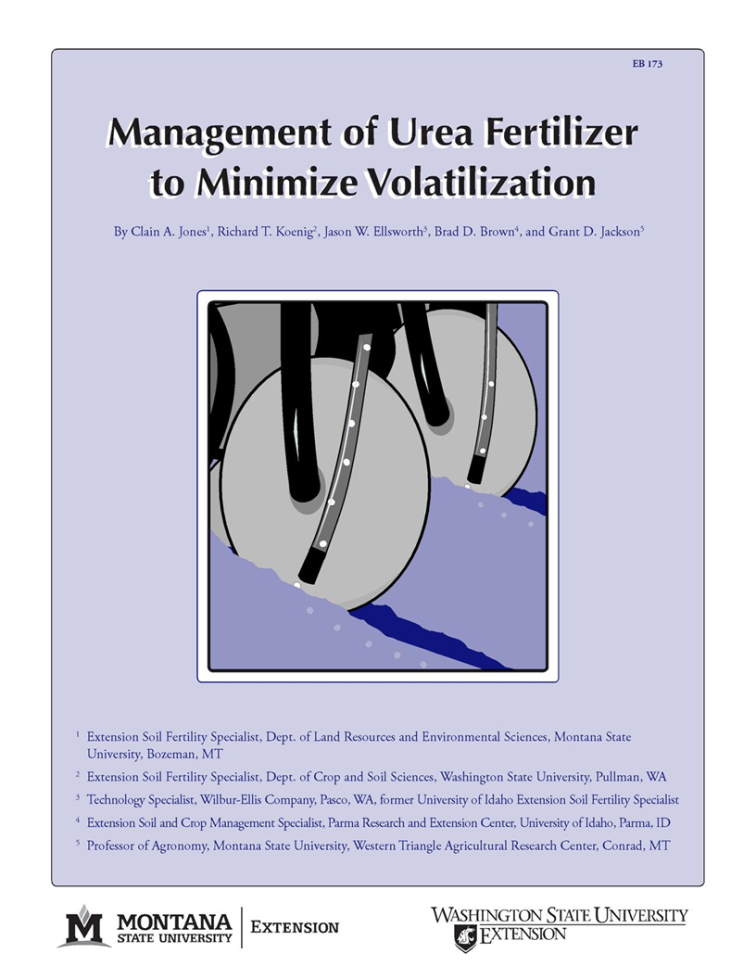 EB 173
Management of Urea Fertilizer
to Minimize Volatilization
By Clain A. Jones¹, Richard T. Koenig², Jason W. Ellsworth³, Brad D. Brown⁴, and Grant D. Jackson⁵
¹ Extension Soil Fertility Specialist, Dept. of Land Resources and Environmental Sciences, Montana State
University, Bozeman, MT
² Extension Soil Fertility Specialist, Dept. of Crop and Soil Sciences, Washington State University, Pullman, WA
³ Technology Specialist, Wilbur-Ellis Company, Pasco, WA, former University of Idaho Extension Soil Fertility Specialist
⁴ Extension Soil and Crop Management Specialist, Parma Research and Extension Center, University of Idaho, Parma, ID
⁵ Professor of Agronomy, Montana State University, Western Triangle Agricultural Research Center, Conrad, MT
M MONTANA
STATE UNIVERSITY
EXTENSION
WASHINGTON STATE UNIVERSITY
EXTENSION